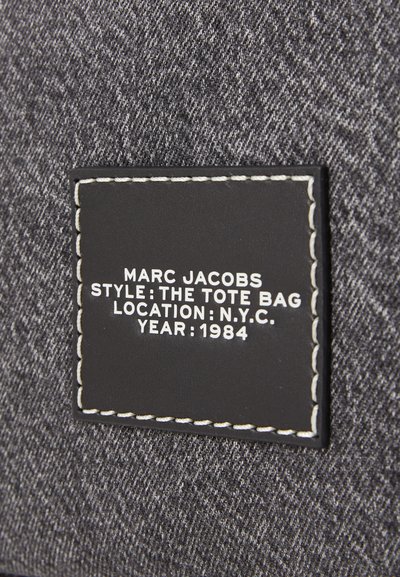 MARC JACOBS
STYLE: THE TOTE BAG
LOCATION: N.Y.C.
YEAR: 1984